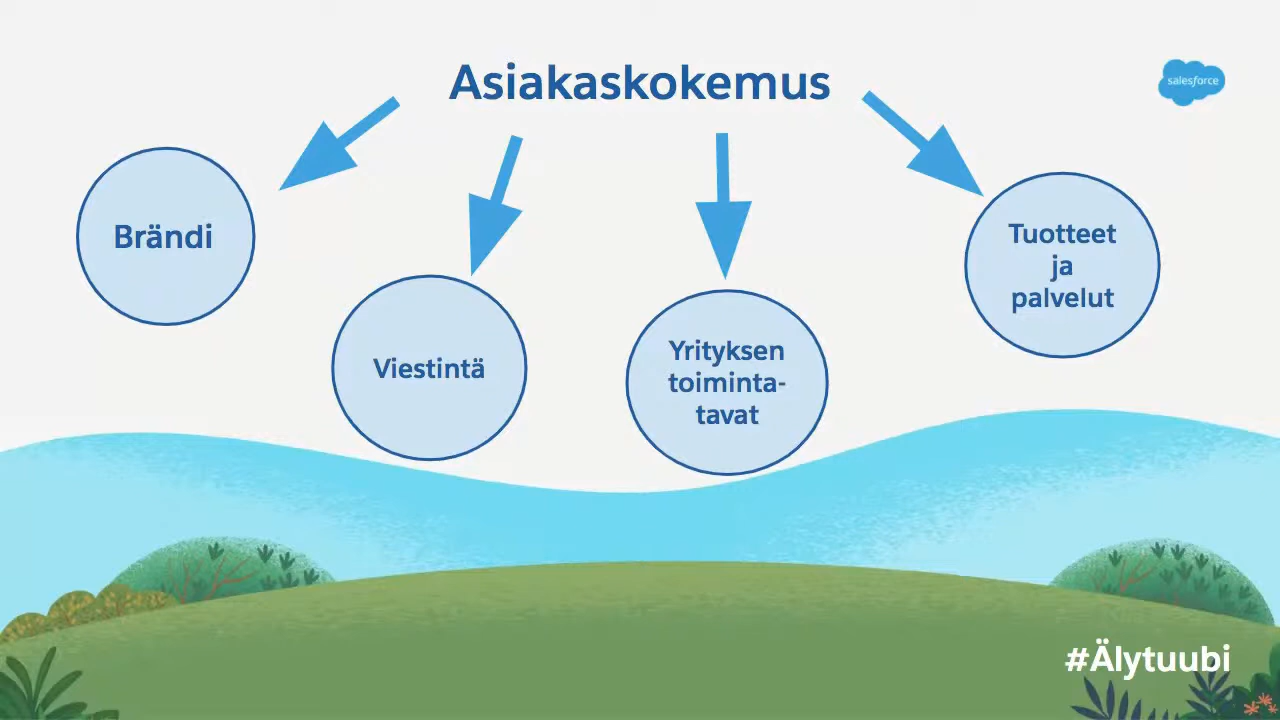 Asiakaskokemus
salesforce
Brändi
Viestintä
Yrityksen
toiminta-
tavat
Tuotteet
ja
palvelut
#Älytuubi